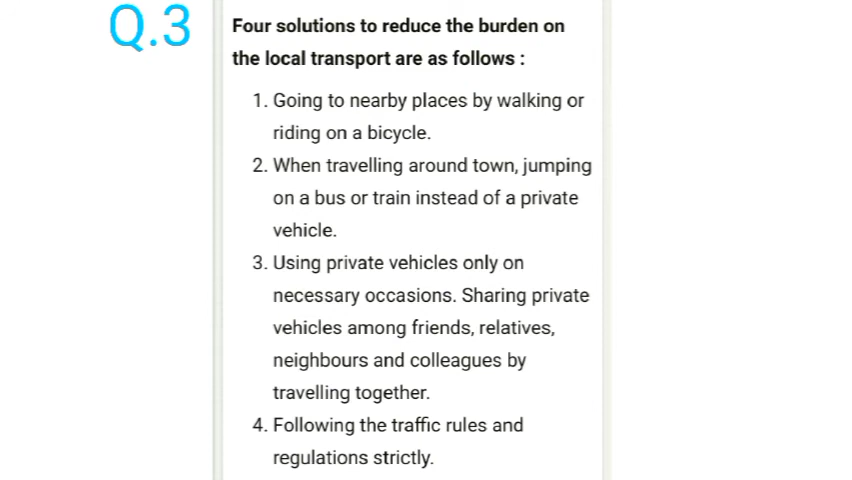 Q.3
Four solutions to reduce the burden on
the local transport are as follows :
1. Going to nearby places by walking or
riding on a bicycle.
2. When travelling around town, jumping
on a bus or train instead of a private
vehicle.
3. Using private vehicles only on
necessary occasions. Sharing private
vehicles among friends, relatives,
neighbours and colleagues by
travelling together.
4. Following the traffic rules and
regulations strictly.